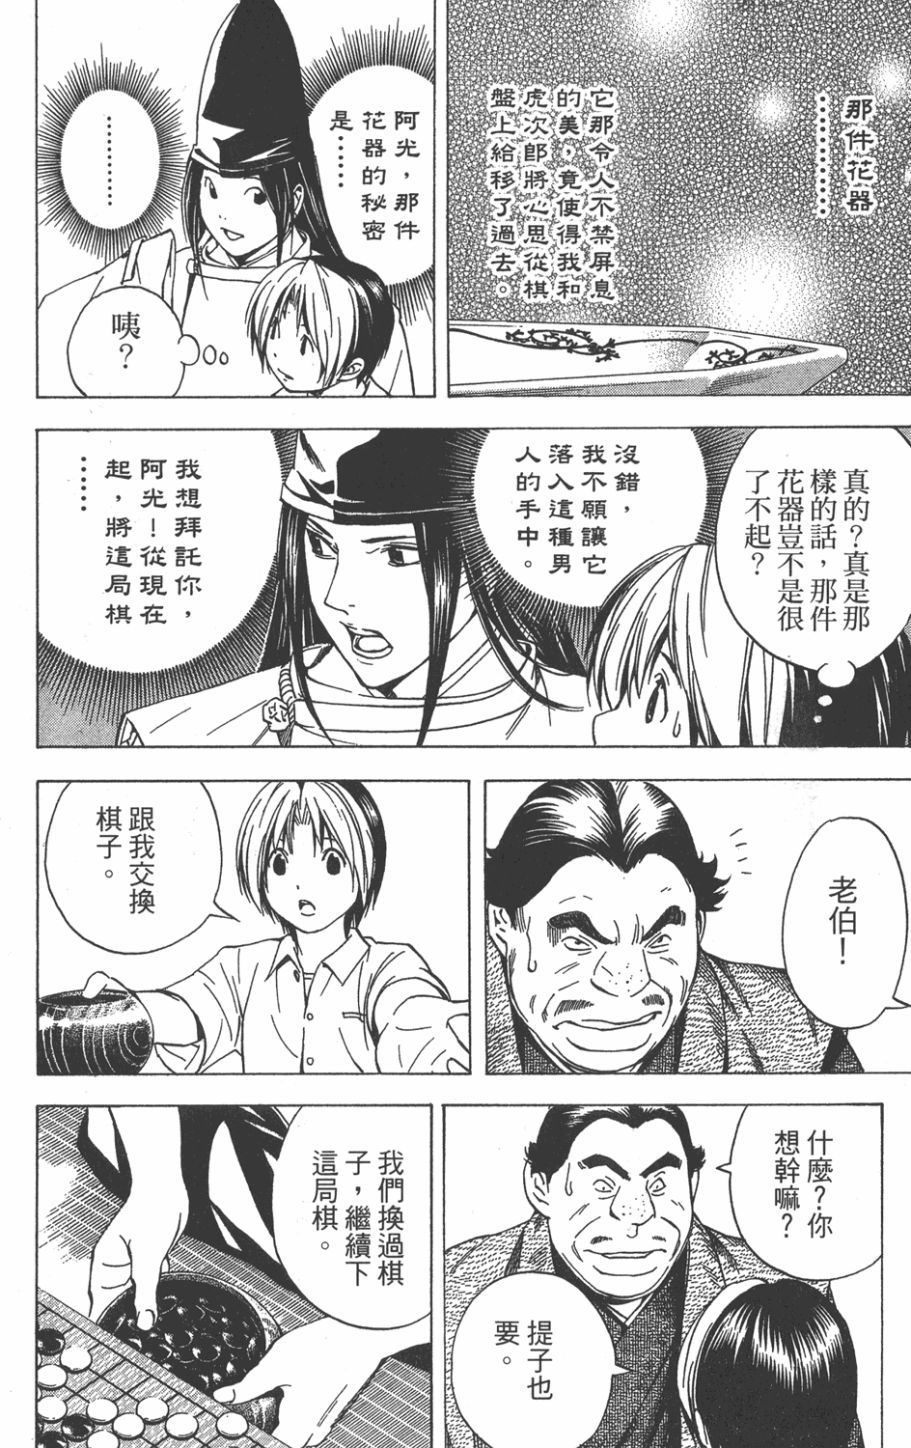 那件花器
⋯⋯⋯
它那令人不禁屏息
的美，竟使得我和
虎次郎將心思從棋
盤上給移了過去。
阿光，那件
花器的秘密
是⋯⋯
⋯⋯⋯
咦？
真的？真是那
樣的話，那件
花器豈不是很
了不起？
沒錯，
我不願讓它
落入這種男
人的手中。
我想拜託你，
阿光！從現在
起，將這局棋
⋯⋯
老伯！
跟我交換
棋子。
什麼？你
想幹嘛？
提子也
要。
我們換過棋
子，繼續下
這局棋。